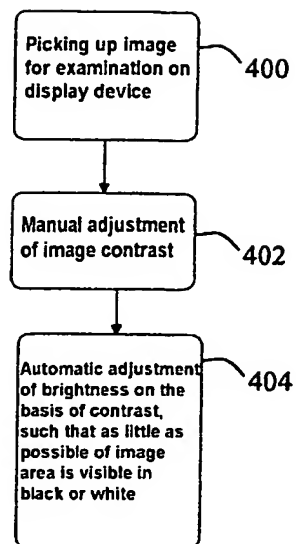 Picking up image
for examination on
display device
400
Manual adjustment
of image contrast
402
Automatic adjustment
of brightness on the
basis of contrast,
such that as little as
possible of image
area is visible in
black or white
404